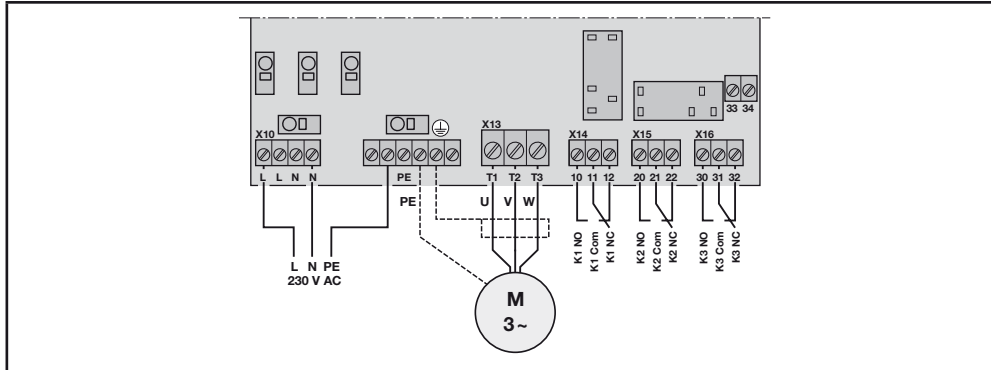 33 34
X10 X13 X14 X15 X16
L L N N PE T1 T2 T3 10 11 12 20 21 22 30 31 32
PE U V W
K1 NO
K1 Com
K1 NC
K2 NO
K2 Com
K2 NC
K3 NO
K3 Com
K3 NC
L N PE
230 V AC
M
3~